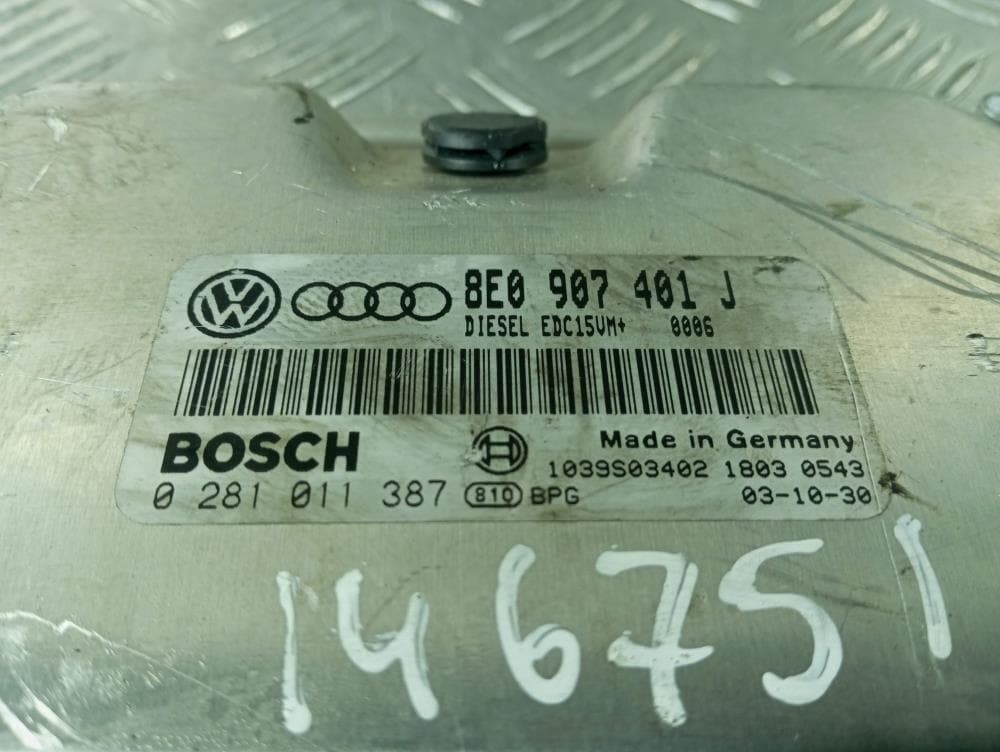 8E0 907 401 J
DIESEL EDC15VM+ 0006
BOSCH
Made in Germany
1039S03402 1803 0543
0 281 011 387 810 BPG 03-10-30
146751